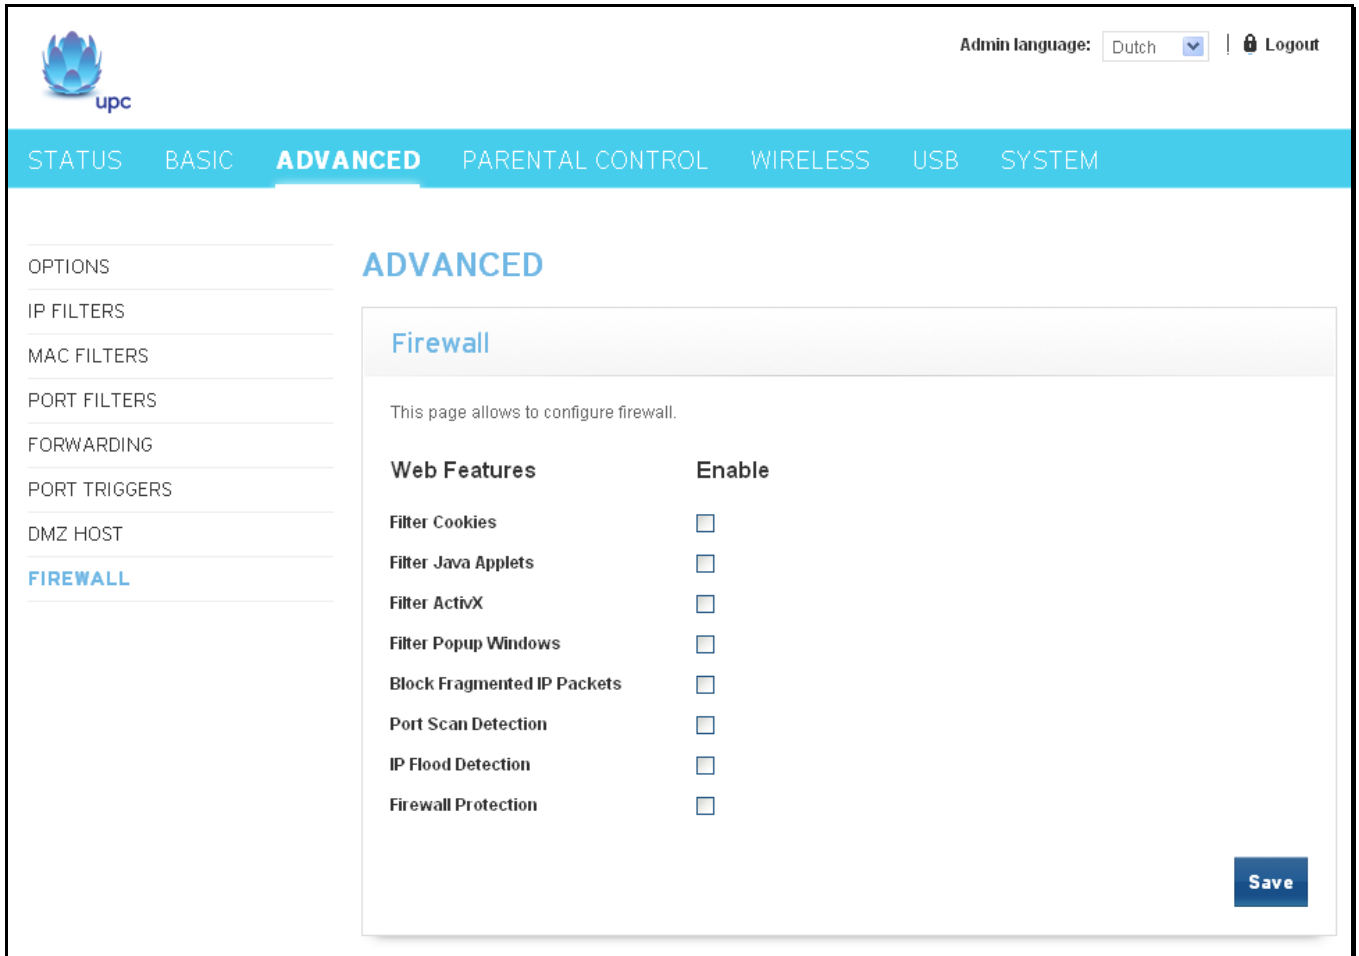 upc
Admin language: Dutch | Logout
STATUS BASIC ADVANCED PARENTAL CONTROL WIRELESS USB SYSTEM
OPTIONS
IP FILTERS
MAC FILTERS
PORT FILTERS
FORWARDING
PORT TRIGGERS
DMZ HOST
FIREWALL
ADVANCED
Firewall
This page allows to configure firewall.
Web Features Enable
Filter Cookies
Filter Java Applets
Filter ActivX
Filter Popup Windows
Block Fragmented IP Packets
Port Scan Detection
IP Flood Detection
Firewall Protection
Save